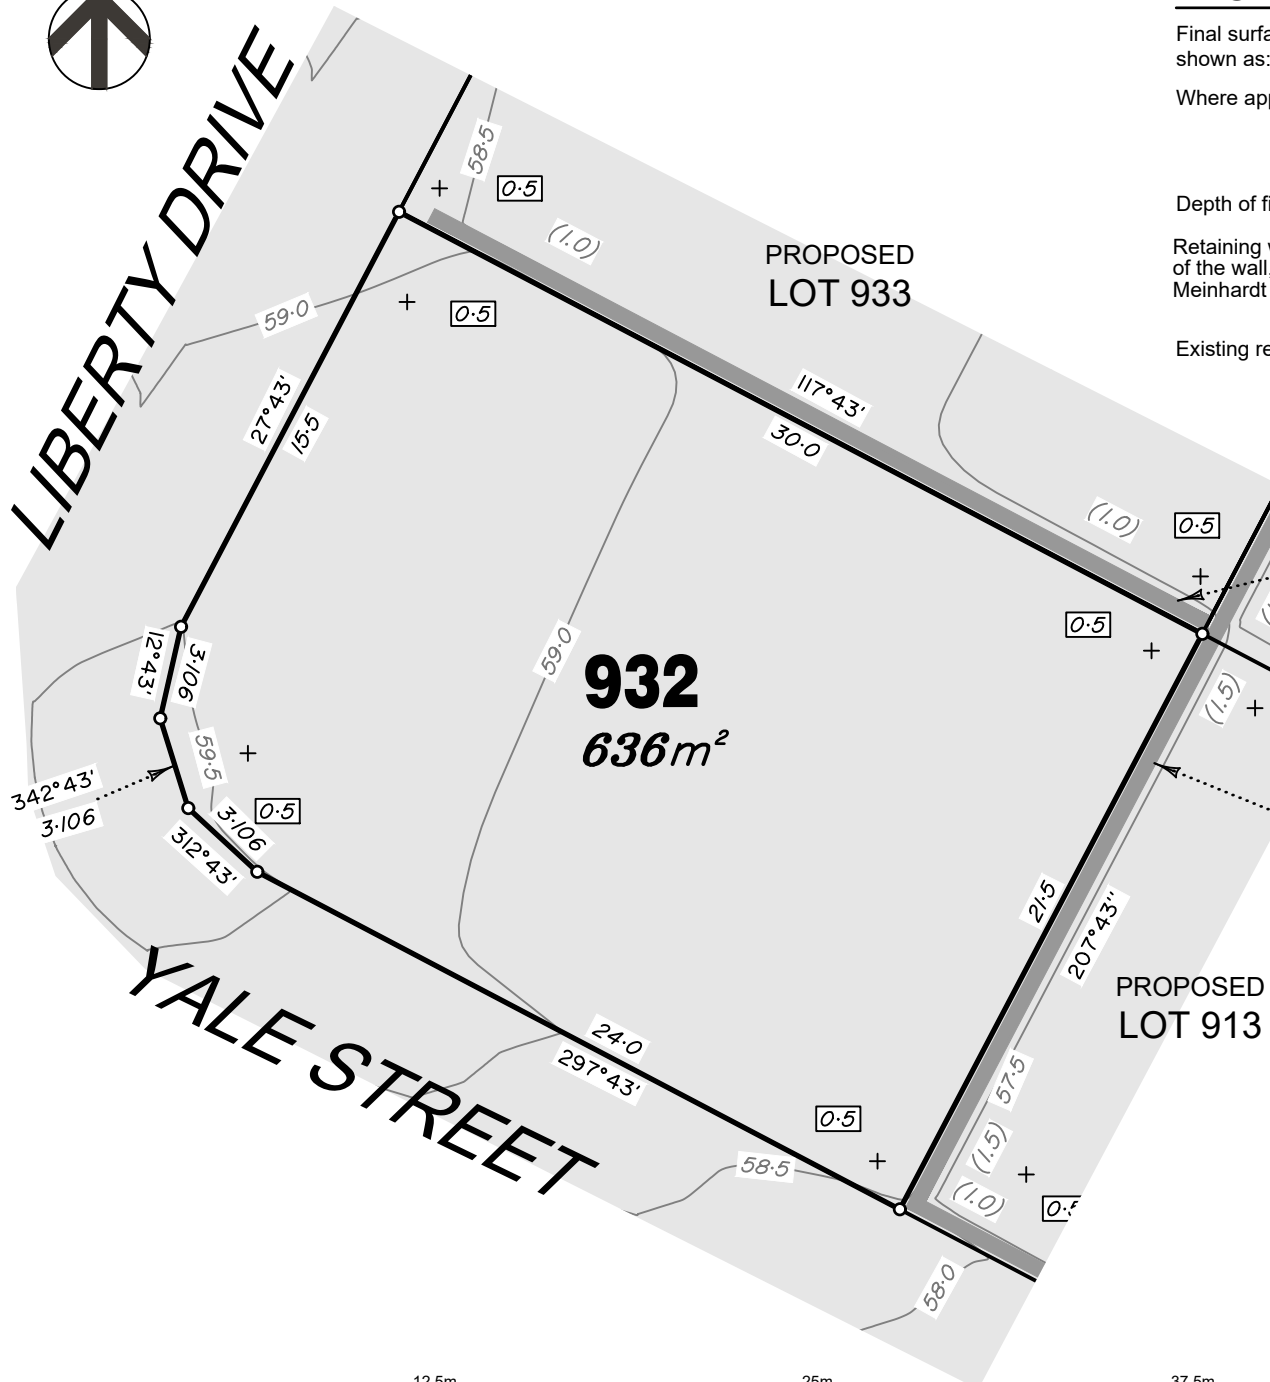 Final surfa
shown as:
Where app
Depth of fi
Retaining w
of the wall,
Meinhardt
Existing re
LIBERTY DRIVE
58·5
0·5
(1.0)
PROPOSED
LOT 933
59·0
0·5
27°43'
15·5
117°43'
30·0
(1.0)
0·5
0·5
12°43'
3·106
59·0
932
636m²
(1.5)
59·5
342°43'
3·106
0·5
3·106
312°43'
21·5
207°43''
PROPOSED
LOT 913
YALE STREET
24·0
297°43'
57·5
0·5
(1.5)
58·5
(1.0)
0·5
58·0
12.5m 25m 37.5m